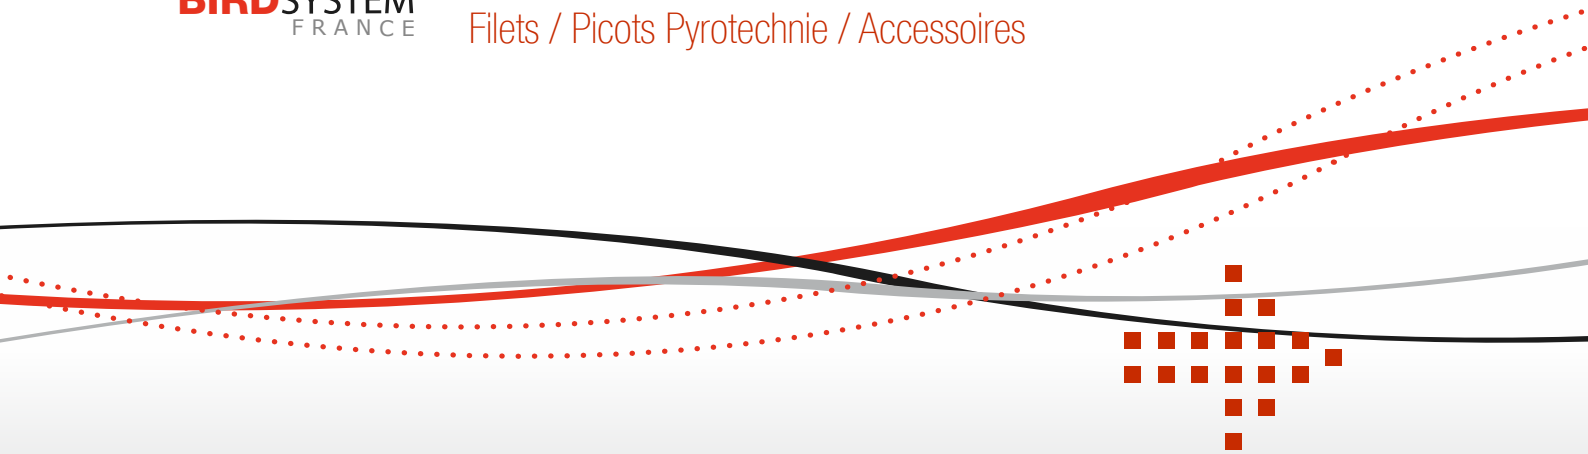 BIRDSYSTEM
FRANCE
Filets / Picots Pyrotechnie / Accessoires